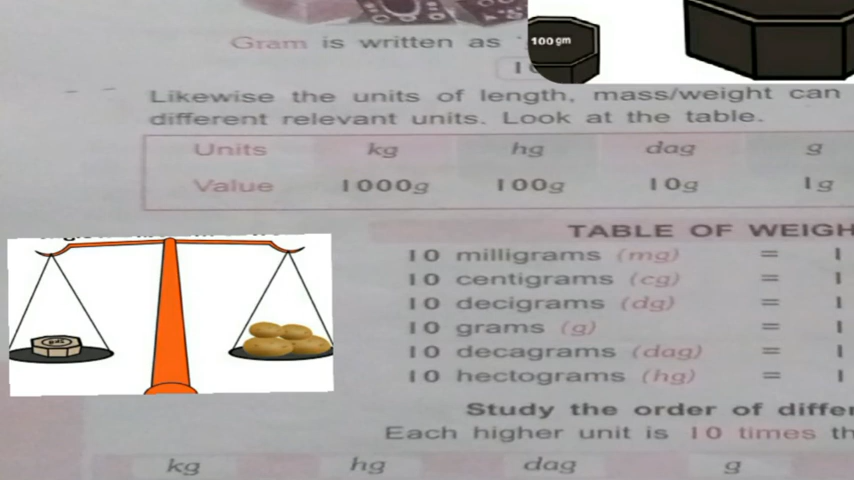 Gram is written as
100 gm
Likewise the units of length, mass/weight can
different relevant units. Look at the table.
Units kg hg dag g
Value 1000g 100g 10g 1g
TABLE OF WEIGH
10 milligrams (mg) = 1
10 centigrams (cg) = 1
10 decigrams (dg) = 1
10 grams (g) = 1
10 decagrams (dag) = 1
10 hectograms (hg) = 1
Study the order of differ
Each higher unit is 10 times th
kg hg dag g